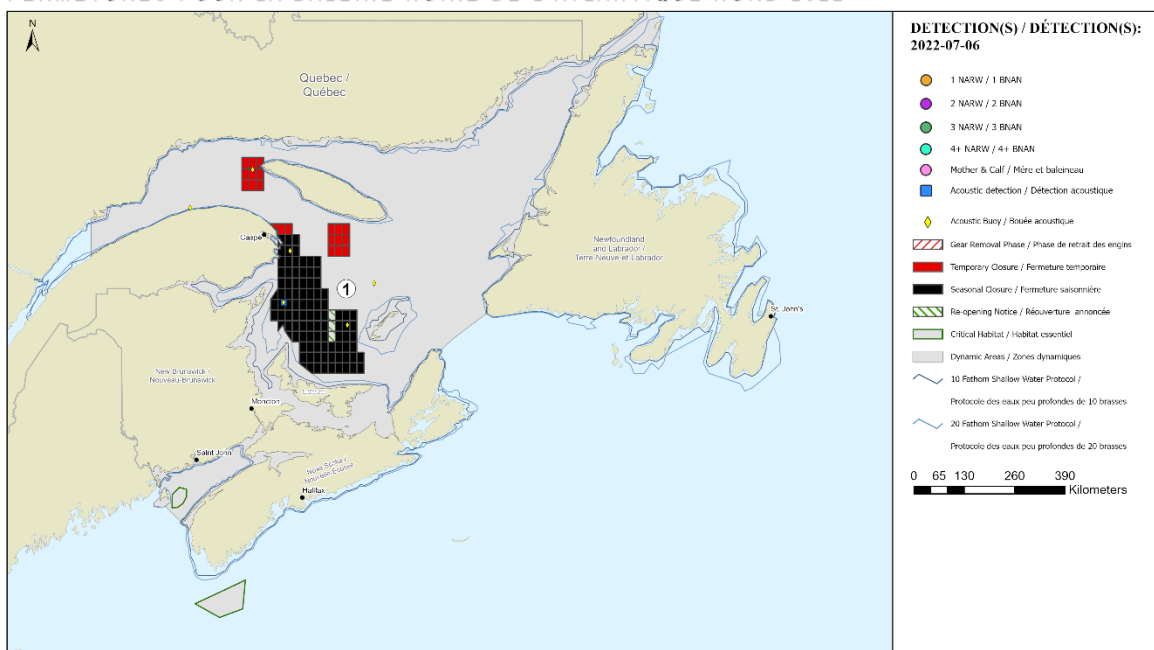 N
Quebec /
Québec
Gaspé
1
Newfoundland
and Labrador /
Terre-Neuve-et-Labrador
St. John's
New Brunswick /
Nouveau-Brunswick
Moncton
Saint John
Nova Scotia /
Nouvelle-Écosse
Halifax
DETECTION(S) / DÉTECTION(S):
2022-07-06
1 NARW / 1 BNAN
2 NARW / 2 BNAN
3 NARW / 3 BNAN
4+ NARW / 4+ BNAN
Mother & Calf / Mère et baleineau
Acoustic detection / Détection acoustique
Acoustic Buoy / Bouée acoustique
Gear Removal Phase / Phase de retrait des engins
Temporary Closure / Fermeture temporaire
Seasonal Closure / Fermeture saisonnière
Re-opening Notice / Réouverture annoncée
Critical Habitat / Habitat essentiel
Dynamic Areas / Zones dynamiques
10 Fathom Shallow Water Protocol /
Protocole des eaux peu profondes de 10 brasses
20 Fathom Shallow Water Protocol /
Protocole des eaux peu profondes de 20 brasses
0 65 130 260 390
Kilometers